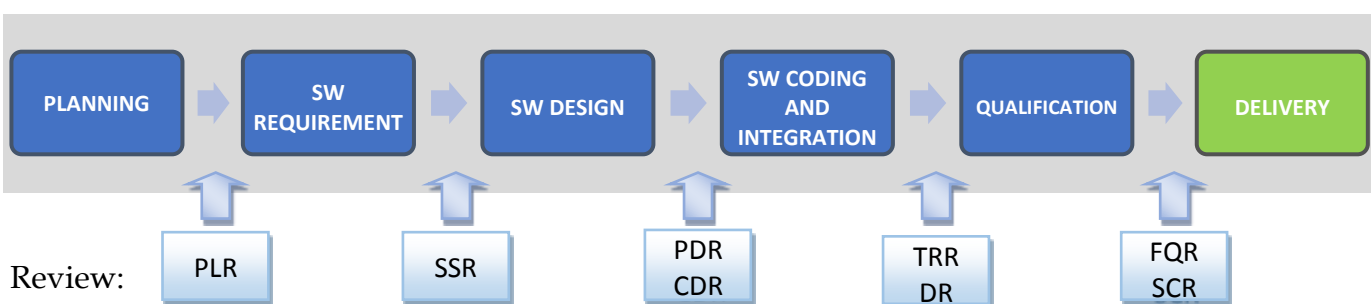 PLANNING
SW
REQUIREMENT
SW DESIGN
SW CODING
AND
INTEGRATION
QUALIFICATION
DELIVERY
Review:
PLR
SSR
PDR
CDR
TRR
DR
FQR
SCR